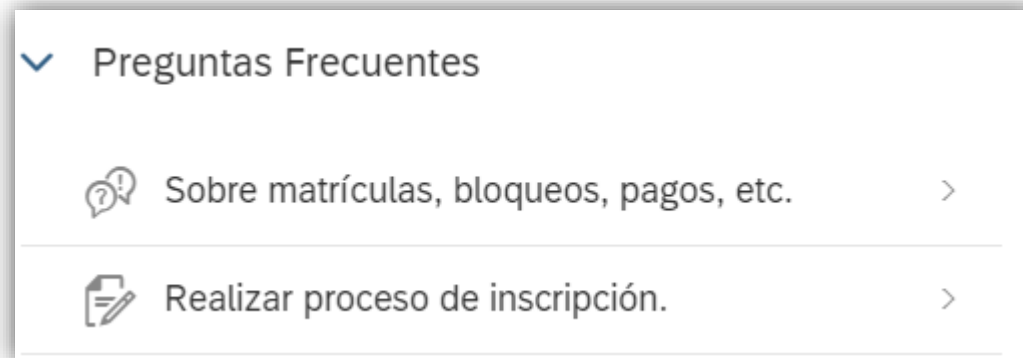 Preguntas Frecuentes
Sobre matrículas, bloqueos, pagos, etc.
Realizar proceso de inscripción.